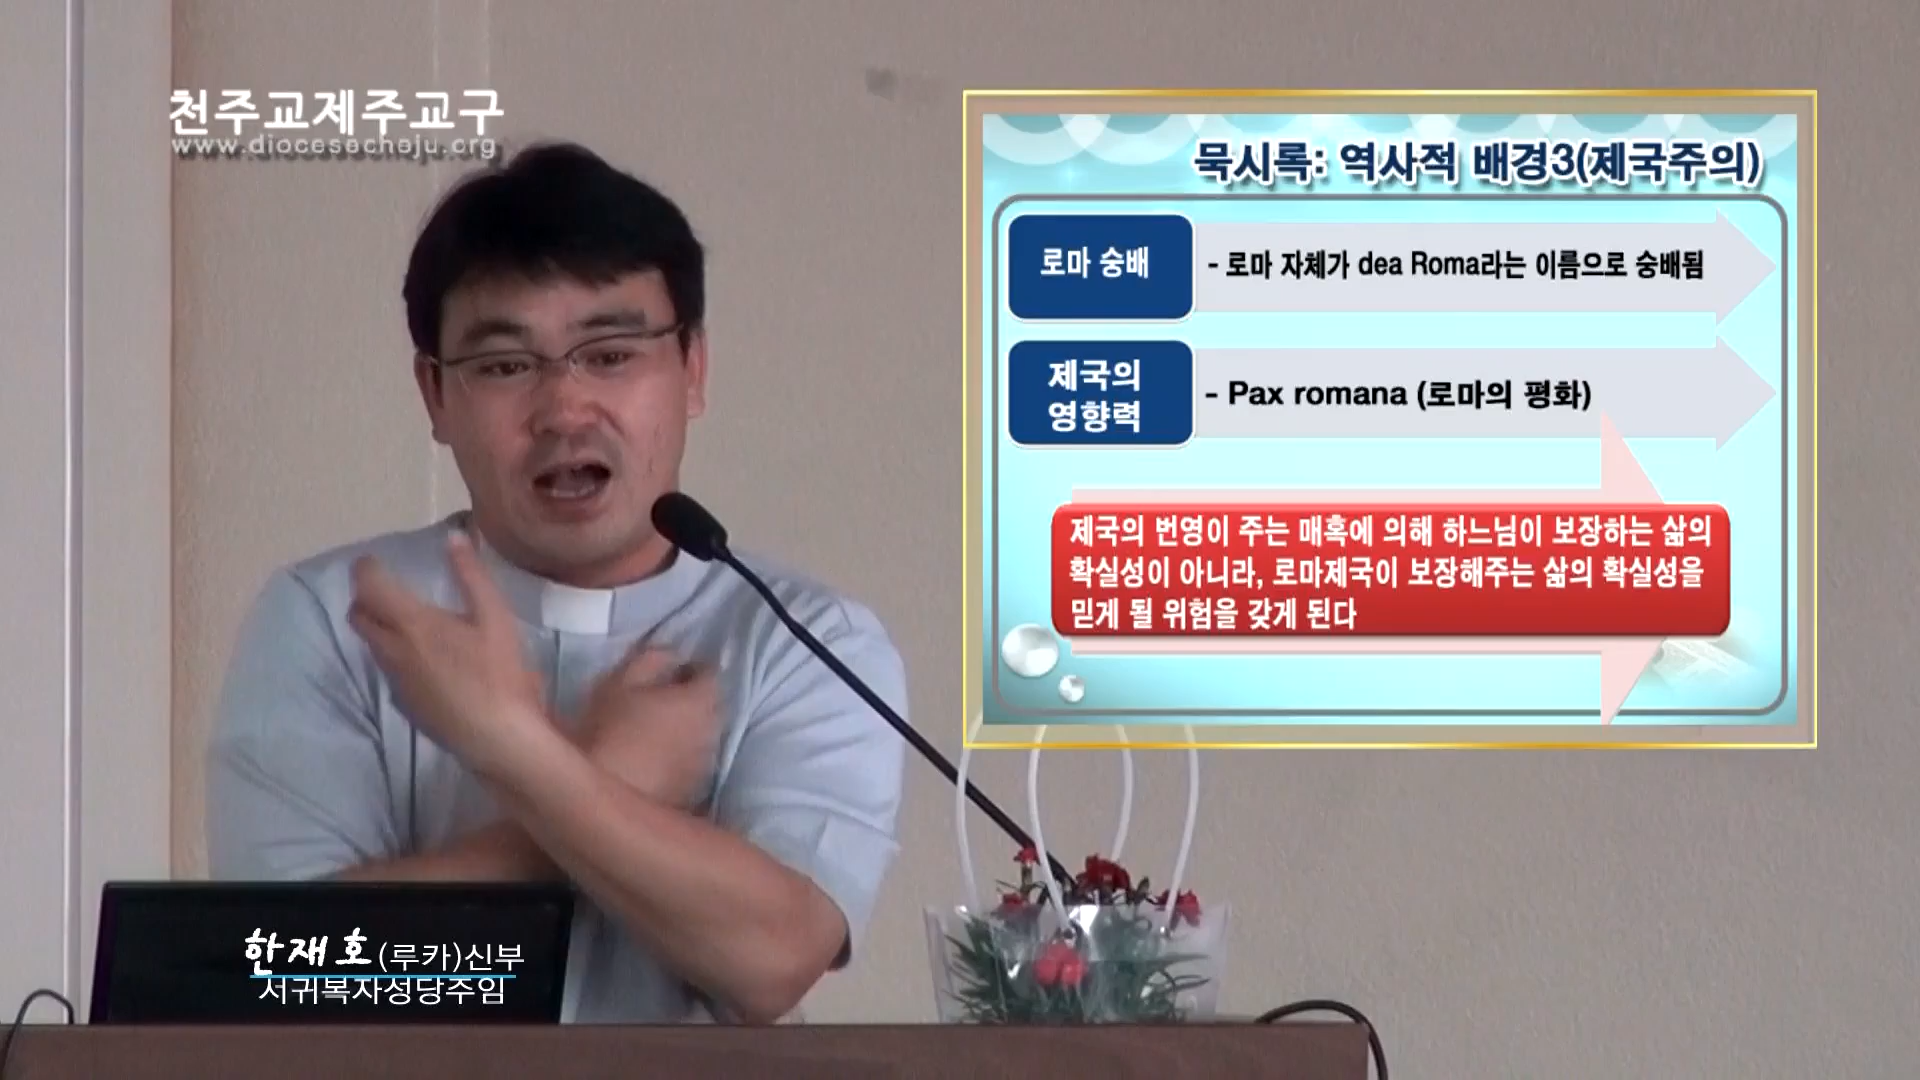 천주교제주교구
www.diocesecheju.org
묵시록: 역사적 배경3(제국주의)
로마 숭배
- 로마 자체가 dea Roma라는 이름으로 숭배됨
제국의
영향력
- Pax romana (로마의 평화)
제국의 번영이 주는 매혹에 의해 하느님이 보장하는 삶의
확실성이 아니라, 로마제국이 보장해주는 삶의 확실성을
믿게 될 위험을 갖게 된다
한재호(루카)신부
서귀복자성당주임